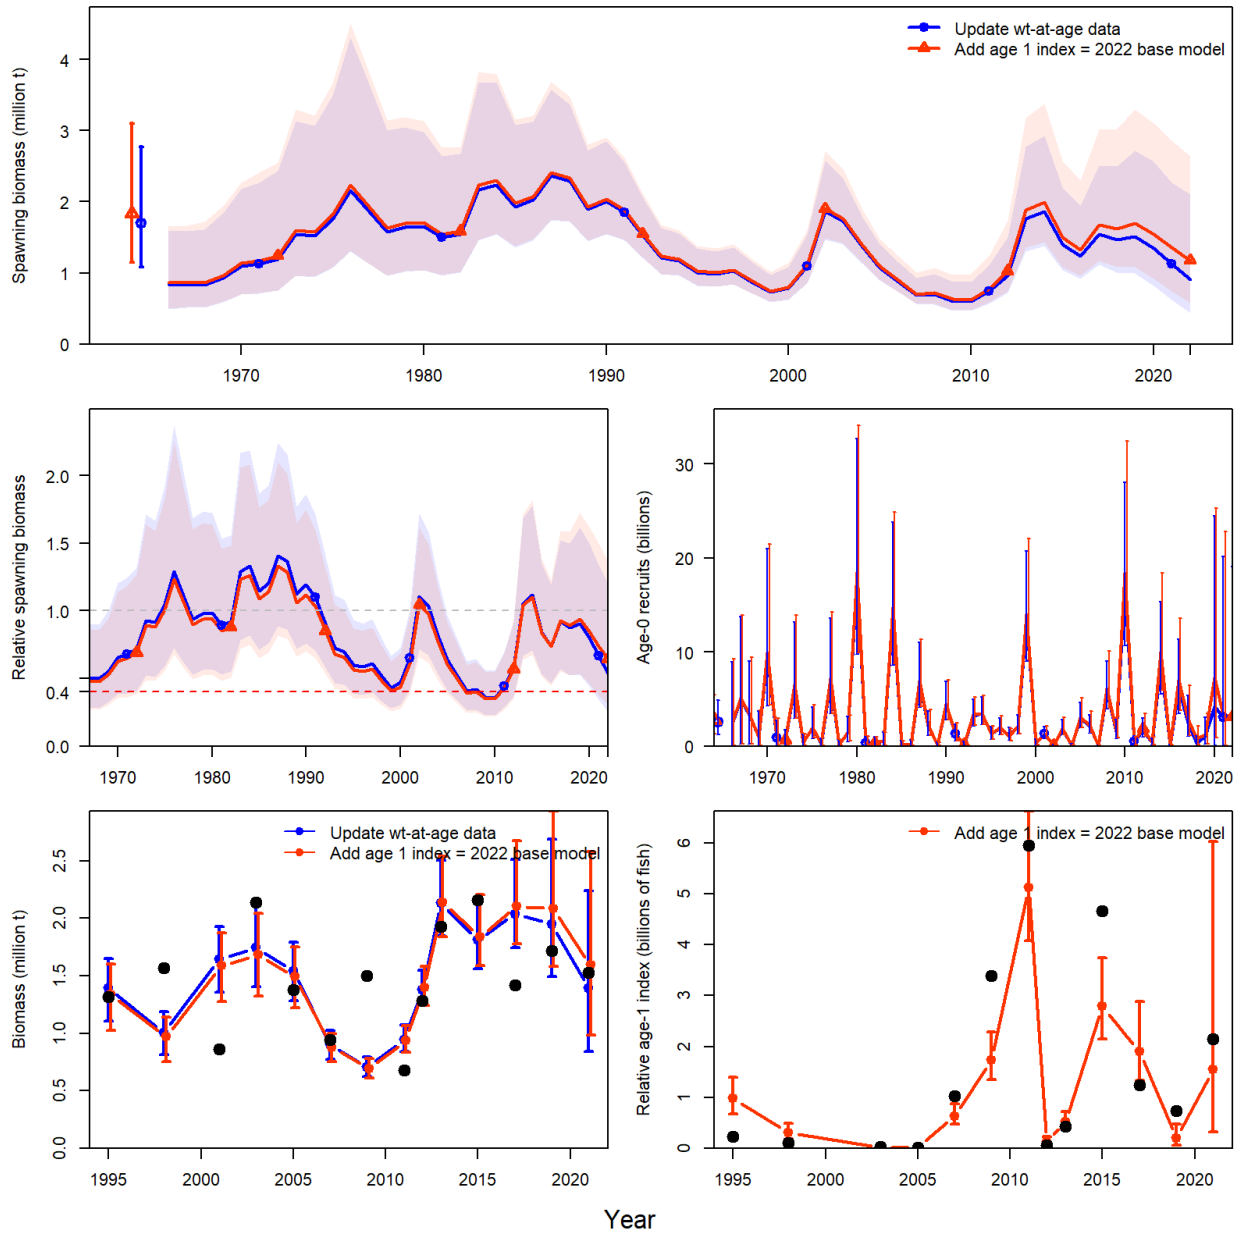 Spawning biomass (million t)
4
3
2
1
0
Update wt-at-age data
Add age 1 index = 2022 base model
1970 1980 1990 2000 2010 2020
Relative spawning biomass
2.0
1.5
1.0
0.4
0.0
1970 1980 1990 2000 2010 2020
Age-0 recruits (billions)
30
20
10
0
1970 1980 1990 2000 2010 2020
Biomass (million t)
2.5
2.0
1.5
1.0
0.5
0.0
Update wt-at-age data
Add age 1 index = 2022 base model
1995 2000 2005 2010 2015 2020
Relative age-1 index (billions of fish)
6
5
4
3
2
1
0
Add age 1 index = 2022 base model
1995 2000 2005 2010 2015 2020
Year